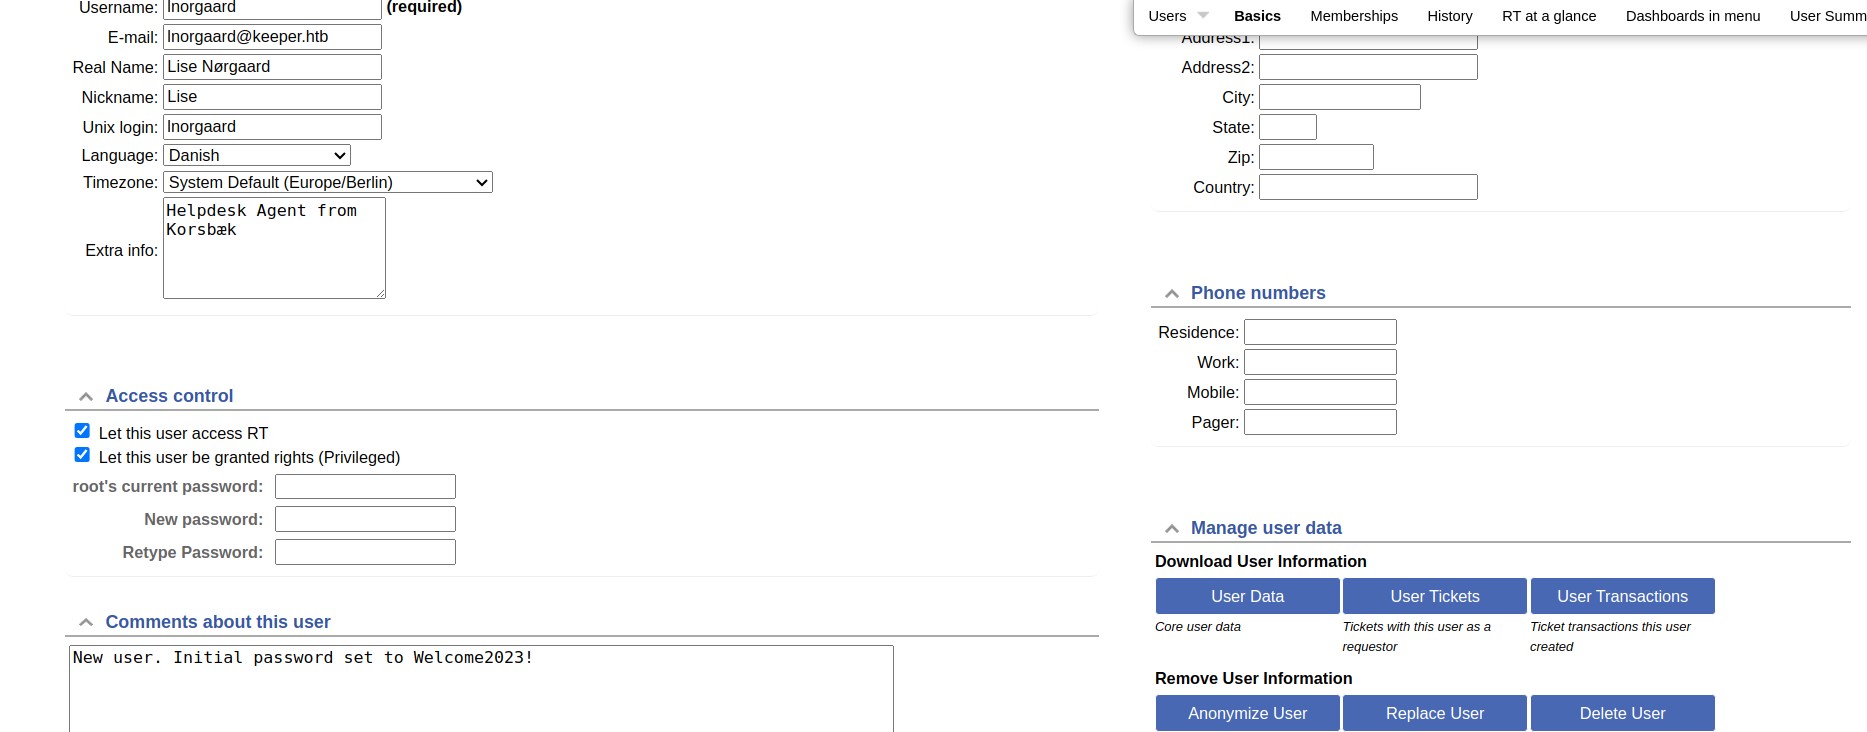 Users Basics Memberships History RT at a glance Dashboards in menu User Summ
Username: lnorgaard (required)
E-mail: lnorgaard@keeper.htb
Real Name: Lise Nørgaard
Nickname: Lise
Unix login: lnorgaard
Language: Danish
Timezone: System Default (Europe/Berlin)
Extra info: Helpdesk Agent from
Korsbæk
Access control
Let this user access RT
Let this user be granted rights (Privileged)
root's current password:
New password:
Retype Password:
Comments about this user
New user. Initial password set to Welcome2023!
Address1:
Address2:
City:
State:
Zip:
Country:
Phone numbers
Residence:
Work:
Mobile:
Pager:
Manage user data
Download User Information
User Data User Tickets User Transactions
Core user data Tickets with this user as a Ticket transactions this user
requestor created
Remove User Information
Anonymize User Replace User Delete User